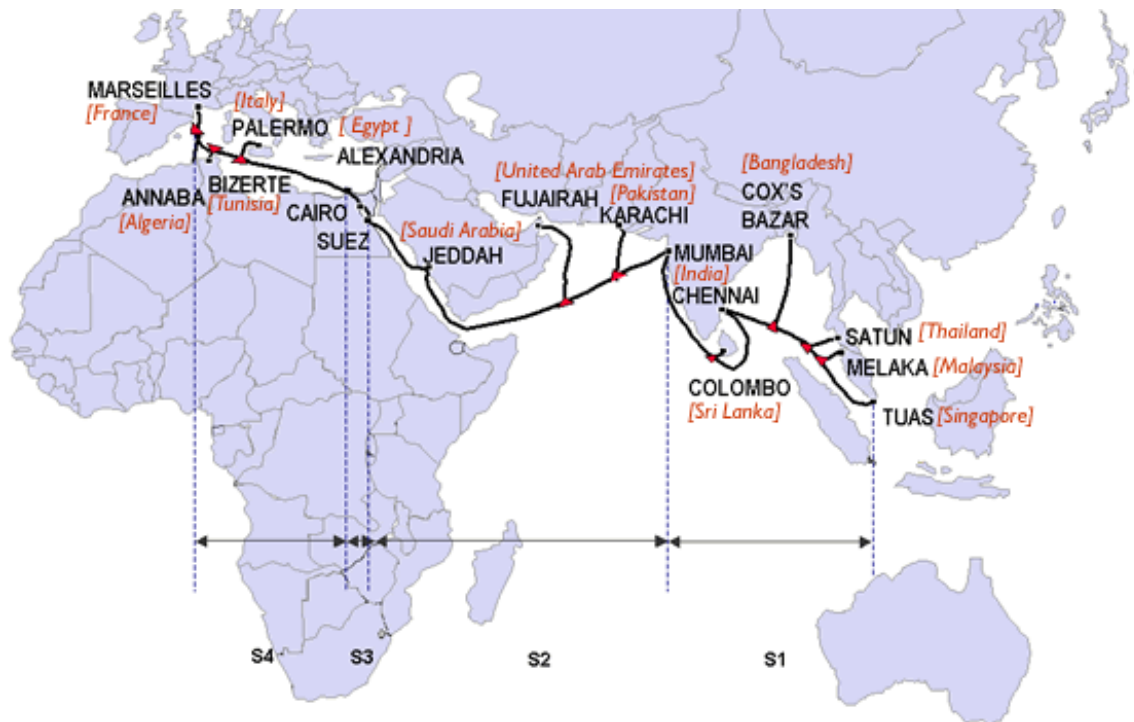 MARSEILLES
[France]
[Italy]
PALERMO
[ Egypt ]
ALEXANDRIA
ANNABA
[Algeria]
BIZERTE
[Tunisia]
CAIRO
SUEZ
[Saudi Arabia]
JEDDAH
[United Arab Emirates]
FUJAIRAH
[Pakistan]
KARACHI
[Bangladesh]
COX'S
BAZAR
MUMBAI
[India]
CHENNAI
COLOMBO
[Sri Lanka]
SATUN [Thailand]
MELAKA [Malaysia]
TUAS [Singapore]
S4
S3
S2
S1